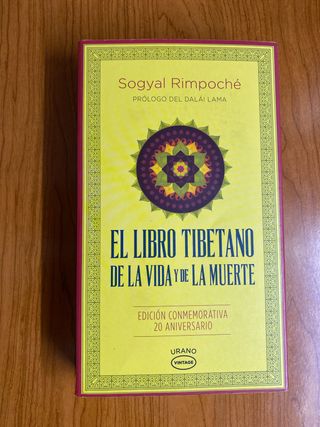 Sogyal Rimpoché
PRÓLOGO DEL DALÁI LAMA
EL LIBRO TIBETANO
DE LA VIDA Y DE LA MUERTE
EDICIÓN CONMEMORATIVA
20 ANIVERSARIO
URANO
VINTAGE